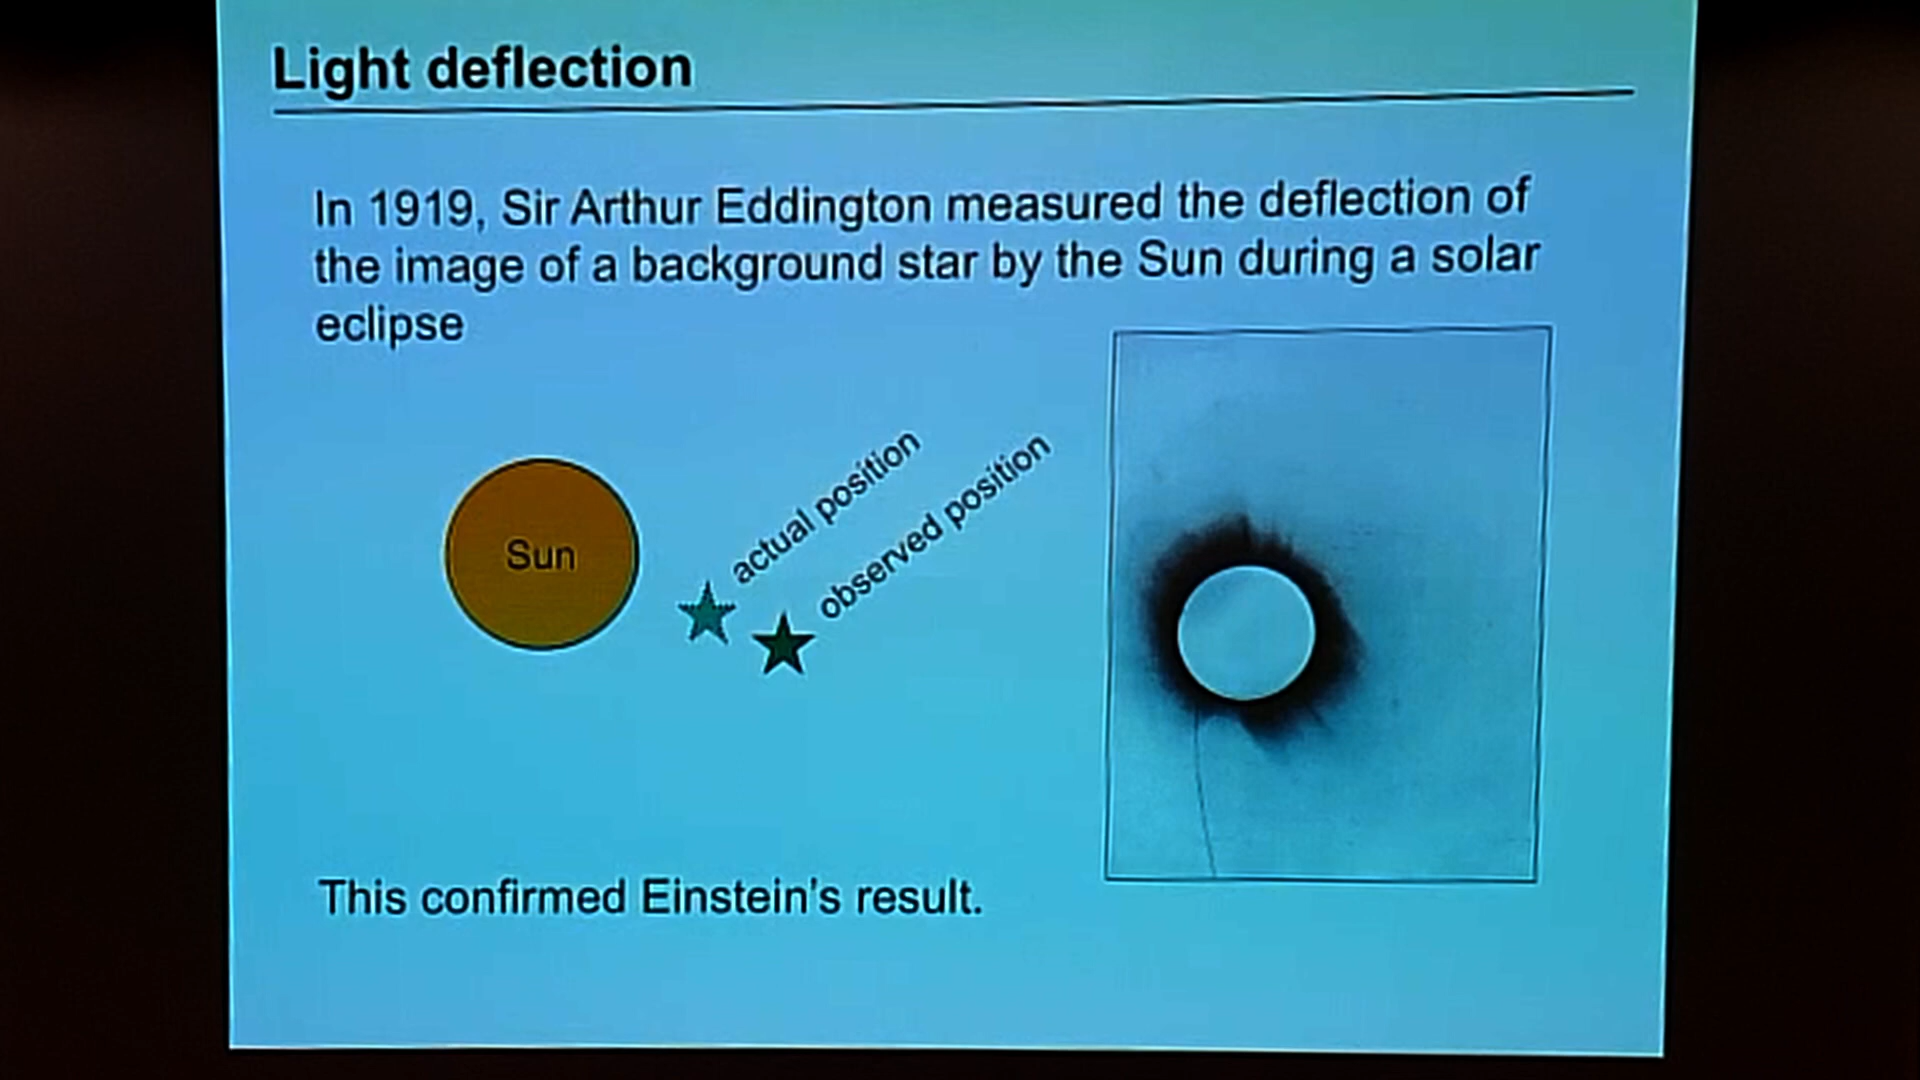 Light deflection
In 1919, Sir Arthur Eddington measured the deflection of
the image of a background star by the Sun during a solar
eclipse
actual position
observed position
Sun
This confirmed Einstein's result.